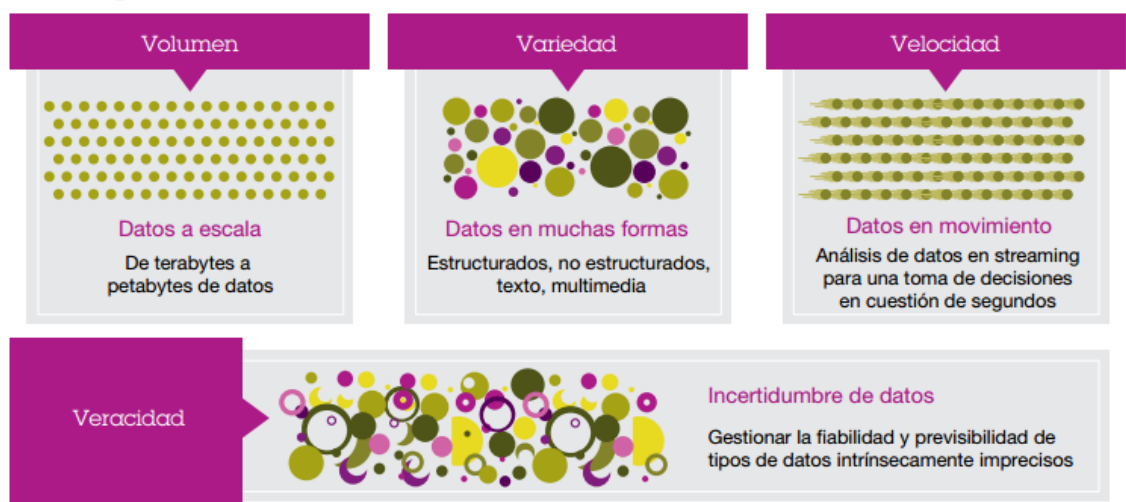 Volumen
Datos a escala
De terabytes a
petabytes de datos
Variedad
Datos en muchas formas
Estructurados, no estructurados,
texto, multimedia
Velocidad
Datos en movimiento
Análisis de datos en streaming
para una toma de decisiones
en cuestión de segundos
Veracidad
Incertidumbre de datos
Gestionar la fiabilidad y previsibilidad de
tipos de datos intrínsecamente imprecisos